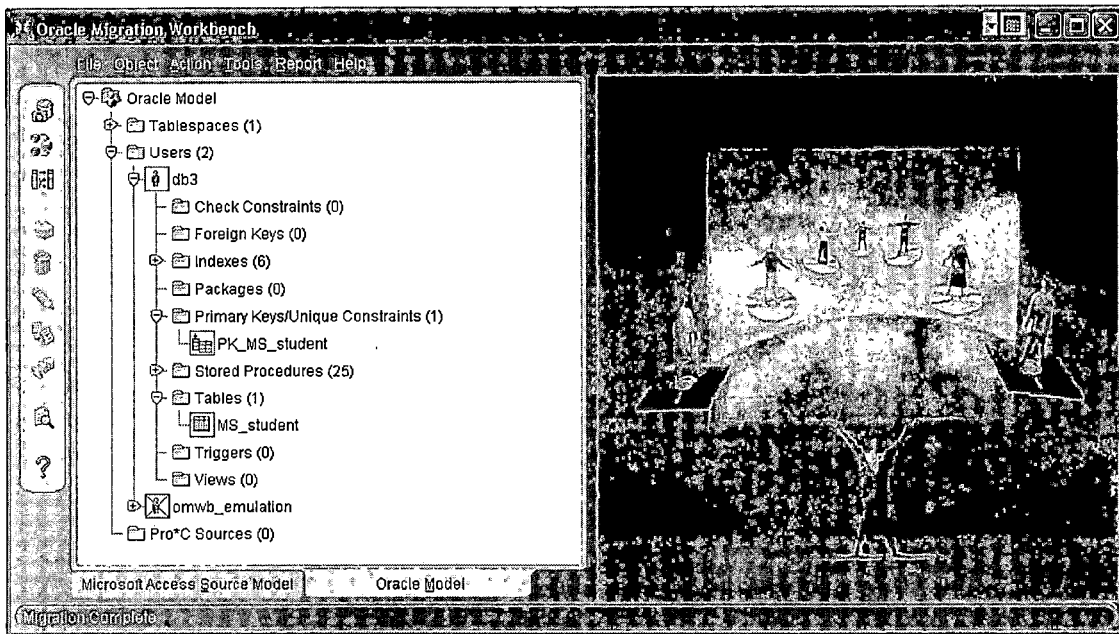 Oracle Migration Workbench
File Object Action Tools Report Help
Oracle Model
Tablespaces (1)
Users (2)
db3
Check Constraints (0)
Foreign Keys (0)
Indexes (6)
Packages (0)
Primary Keys/Unique Constraints (1)
PK_MS_student
Stored Procedures (25)
Tables (1)
MS_student
Triggers (0)
Views (0)
omwb_emulation
Pro*C Sources (0)
Microsoft Access Source Model
Oracle Model
Migration Complete